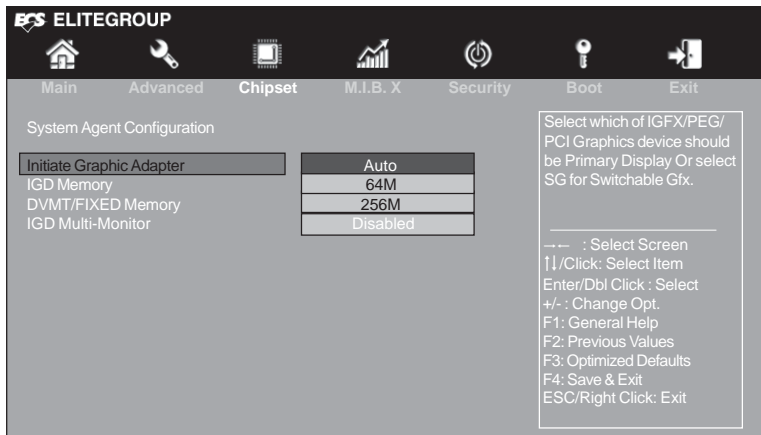 ECS ELITEGROUP
Main Advanced Chipset M.I.B. X Security Boot Exit
System Agent Configuration
Initiate Graphic Adapter Auto
IGD Memory 64M
DVMT/FIXED Memory 256M
IGD Multi-Monitor Disabled
Select which of IGFX/PEG/
PCI Graphics device should
be Primary Display Or select
SG for Switchable Gfx.
→← : Select Screen
↑↓/Click: Select Item
Enter/Dbl Click : Select
+/- : Change Opt.
F1: General Help
F2: Previous Values
F3: Optimized Defaults
F4: Save & Exit
ESC/Right Click: Exit